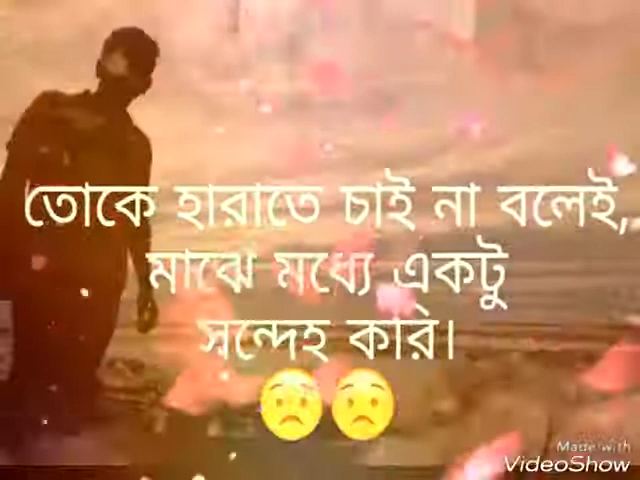 তোকে হারাতে চাই না বলেই,
মাঝে মধ্যে একটু
সন্দেহ করি।
Made with
VideoShow